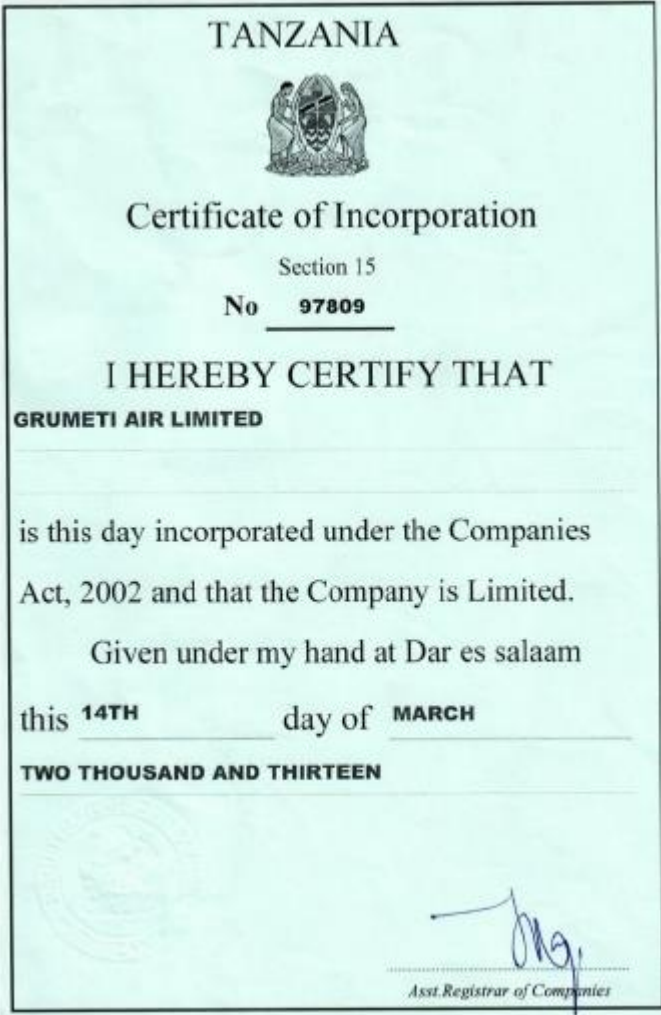 TANZANIA
Certificate of Incorporation
Section 15
No 97809
I HEREBY CERTIFY THAT
GRUMETI AIR LIMITED
is this day incorporated under the Companies
Act, 2002 and that the Company is Limited.
Given under my hand at Dar es salaam
this 14TH day of MARCH
TWO THOUSAND AND THIRTEEN
Asst.Registrar of Companies